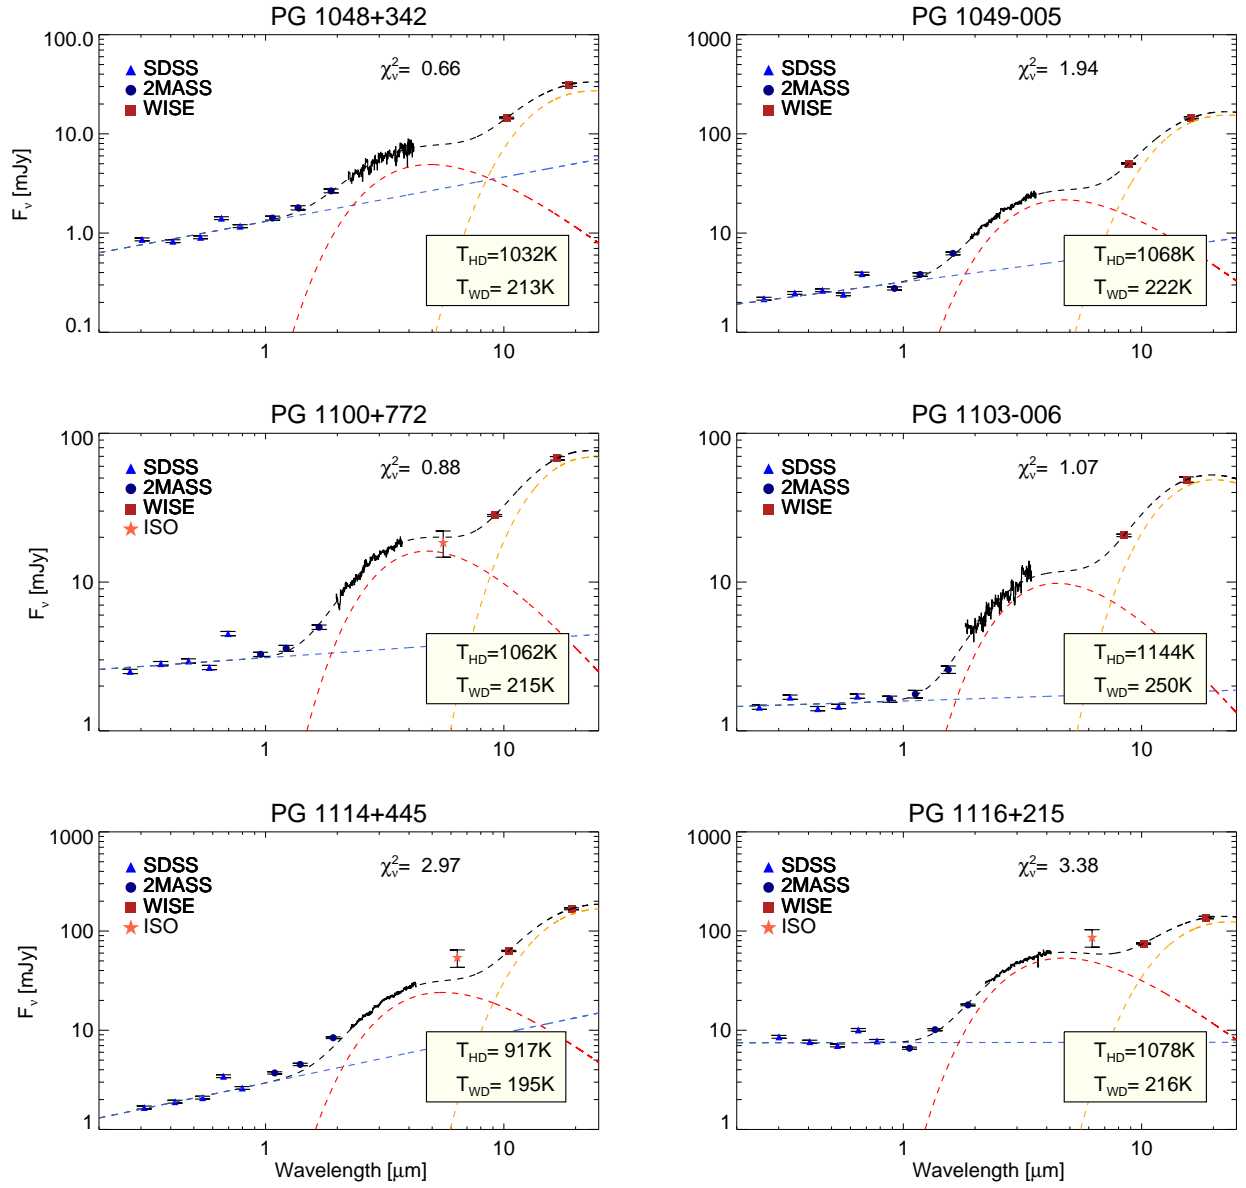 PG 1048+342
PG 1049-005
100.0
10.0
1.0
0.1
F_ν [mJy]
SDSS
2MASS
WISE
χ²_ν= 0.66
T_HD=1032K
T_WD= 213K
1
10
1000
100
10
1
SDSS
2MASS
WISE
χ²_ν= 1.94
T_HD=1068K
T_WD= 222K
1
10
PG 1100+772
PG 1103-006
100
10
1
F_ν [mJy]
SDSS
2MASS
WISE
ISO
χ²_ν= 0.88
T_HD=1062K
T_WD= 215K
1
10
100
10
1
SDSS
2MASS
WISE
χ²_ν= 1.07
T_HD=1144K
T_WD= 250K
1
10
PG 1114+445
PG 1116+215
1000
100
10
1
F_ν [mJy]
SDSS
2MASS
WISE
ISO
χ²_ν= 2.97
T_HD= 917K
T_WD= 195K
1
10
Wavelength [μm]
1000
100
10
1
SDSS
2MASS
WISE
ISO
χ²_ν= 3.38
T_HD=1078K
T_WD= 216K
1
10
Wavelength [μm]